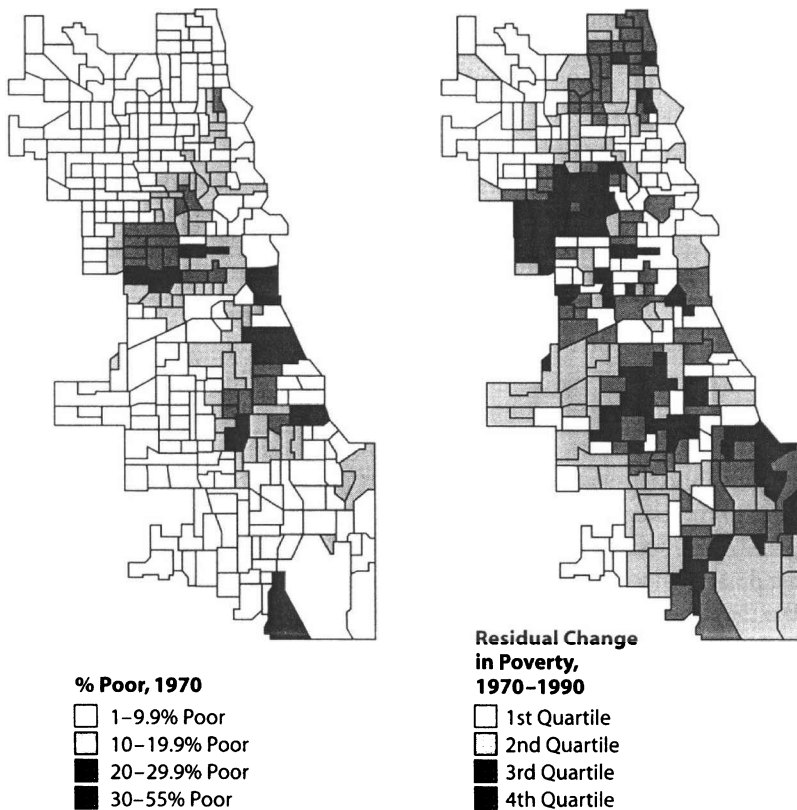 % Poor, 1970
1–9.9% Poor
10–19.9% Poor
20–29.9% Poor
30–55% Poor
Residual Change
in Poverty,
1970–1990
1st Quartile
2nd Quartile
3rd Quartile
4th Quartile